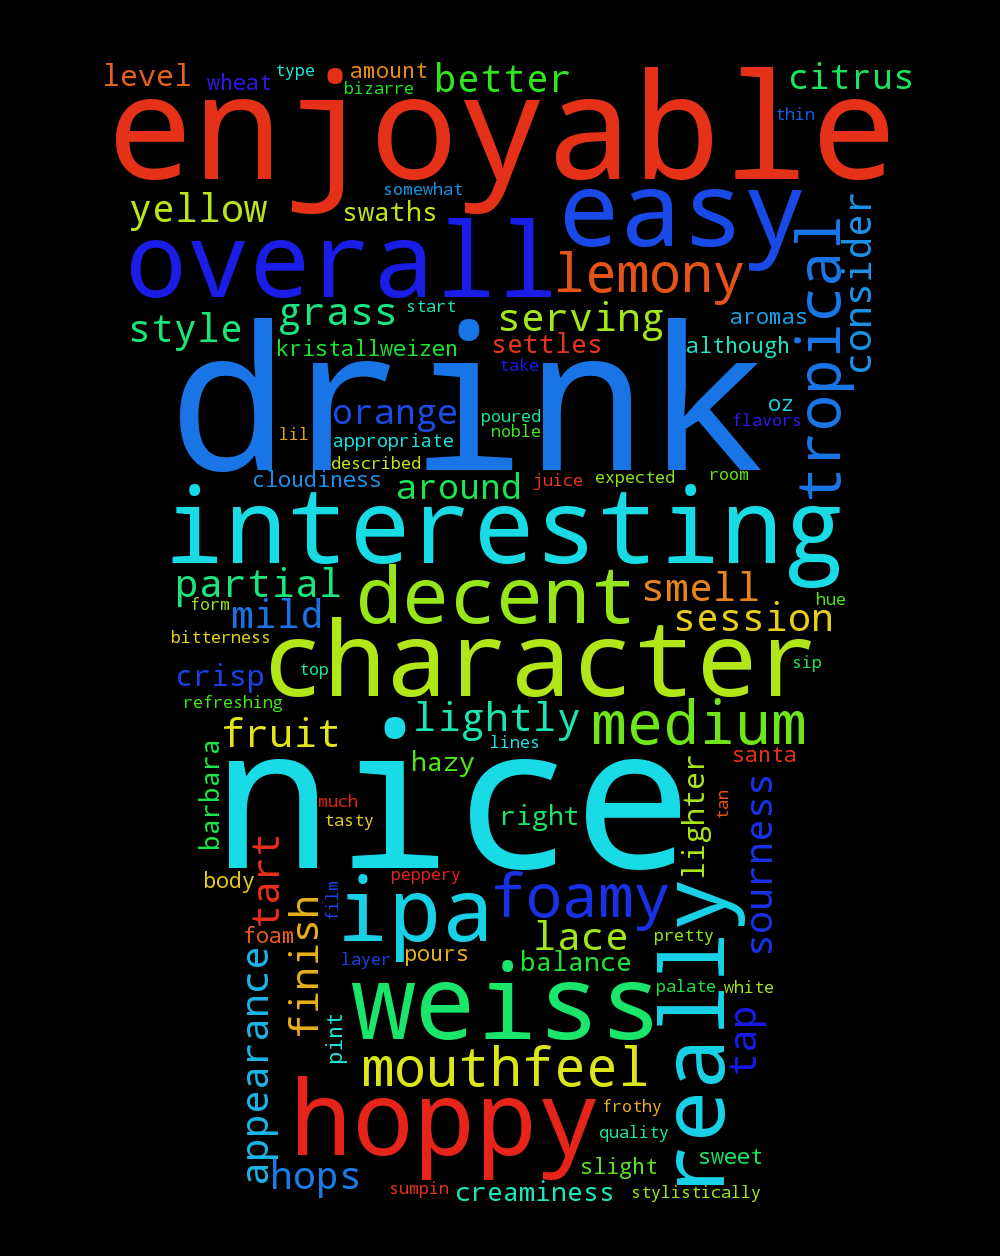 level
wheat
type
amount
bizarre
better
citrus
enjoyable
thin
somewhat
yellow
swaths
easy
consider
overall
lemony
tropical
style
grass
start
serving
aromas
kristallweizen
settles
although
drink
take
orange
poured
oz
flavors
lil
appropriate
noble
described
cloudiness
around
juice
expected
room
interesting
partial
decent
smell
form
mild
session
hue
bitterness
character
crisp
top
sip
refreshing
lightly
medium
fruit
lines
barbara
nice
hazy
santa
much
tasty
right
lighter
tan
sourness
body
tart
film
peppery
ipa
foamy
really
finish
foam
lace
pretty
layer
pours
balance
appearance
weiss
palate
white
pint
tap
mouthfeel
hoppy
frothy
quality
hops
slight
sweet
sumpin
creaminess
stylistically